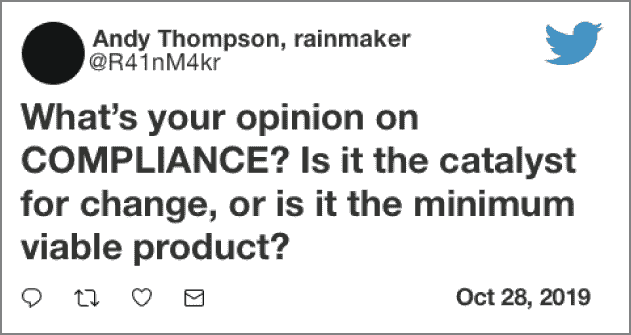 Andy Thompson, rainmaker
@R41nM4kr
What’s your opinion on
COMPLIANCE? Is it the catalyst
for change, or is it the minimum
viable product?
Oct 28, 2019